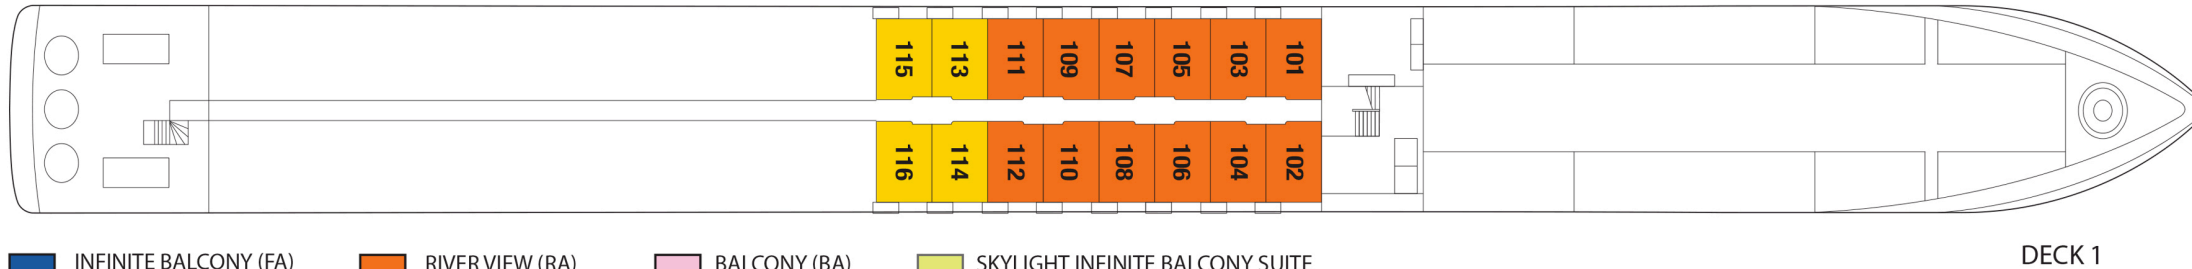 115 113 111 109 107 105 103 101
116 114 112 110 108 106 104 102
INFINITE BALCONY (FA) RIVER VIEW (RA) BALCONY (BA) SKYLIGHT INFINITE BALCONY SUITE
DECK 1